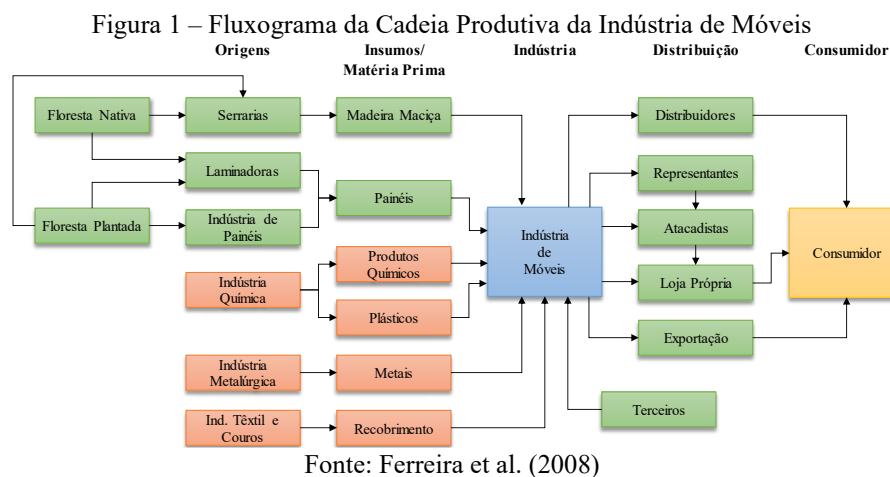 Figura 1 – Fluxograma da Cadeia Produtiva da Indústria de Móveis
Origens
Insumos/
Matéria Prima
Indústria
Distribuição
Consumidor
Floresta Nativa
Serrarias
Madeira Maciça
Distribuidores
Laminadoras
Representantes
Painéis
Floresta Plantada
Indústria de
Painéis
Indústria
de
Móveis
Atacadistas
Consumidor
Indústria
Química
Produtos
Químicos
Loja Própria
Plásticos
Exportação
Indústria
Metalúrgica
Metais
Terceiros
Ind. Têxtil e
Couros
Recobrimento
Fonte: Ferreira et al. (2008)